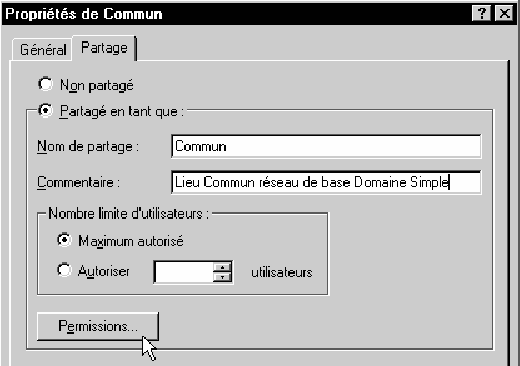 Propriétés de Commun
Général Partage
Non partagé
Partagé en tant que :
Nom de partage : Commun
Commentaire : Lieu Commun réseau de base Domaine Simple
Nombre limite d'utilisateurs :
Maximum autorisé
Autoriser utilisateurs
Permissions...